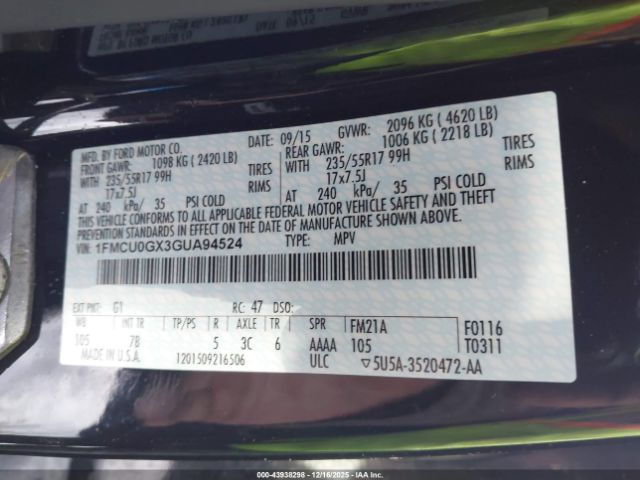 MFD. BY FORD MOTOR CO.
DATE: 09/15 GVWR: 2096 KG ( 4620 LB)
FRONT GAWR: 1098 KG ( 2420 LB) REAR GAWR: 1006 KG ( 2218 LB)
WITH 235/55R17 99H TIRES WITH 235/55R17 99H TIRES
17x7.5J RIMS 17x7.5J RIMS
AT 240 kPa/ 35 PSI COLD AT 240 kPa/ 35 PSI COLD
THIS VEHICLE CONFORMS TO ALL APPLICABLE FEDERAL MOTOR VEHICLE SAFETY AND THEFT
PREVENTION STANDARDS IN EFFECT ON THE DATE OF MANUFACTURE SHOWN ABOVE.
VIN: 1FMCU0GX3GUA94524 TYPE: MPV
EXT PNT: G1 RC: 47 DSO:
WB INT TR TP/PS R AXLE TR SPR FM21A F0116
105 7B 5 3C 6 AAAA 105 T0311
MADE IN U.S.A. 1201509216506 ULC ▽5U5A-3520472-AA
000-43938298 - 12/16/2025 - IAAI.COM